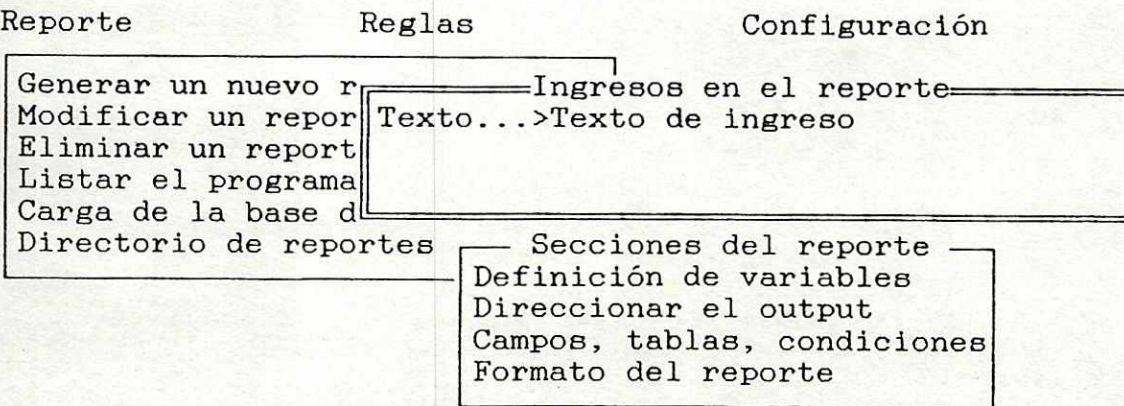 Reporte Reglas Configuración
Generar un nuevo r
Modificar un repor
Eliminar un report
Listar el programa
Carga de la base d
Directorio de reportes
Ingresos en el reporte
Texto...>Texto de ingreso
Secciones del reporte
Definición de variables
Direccionar el output
Campos, tablas, condiciones
Formato del reporte